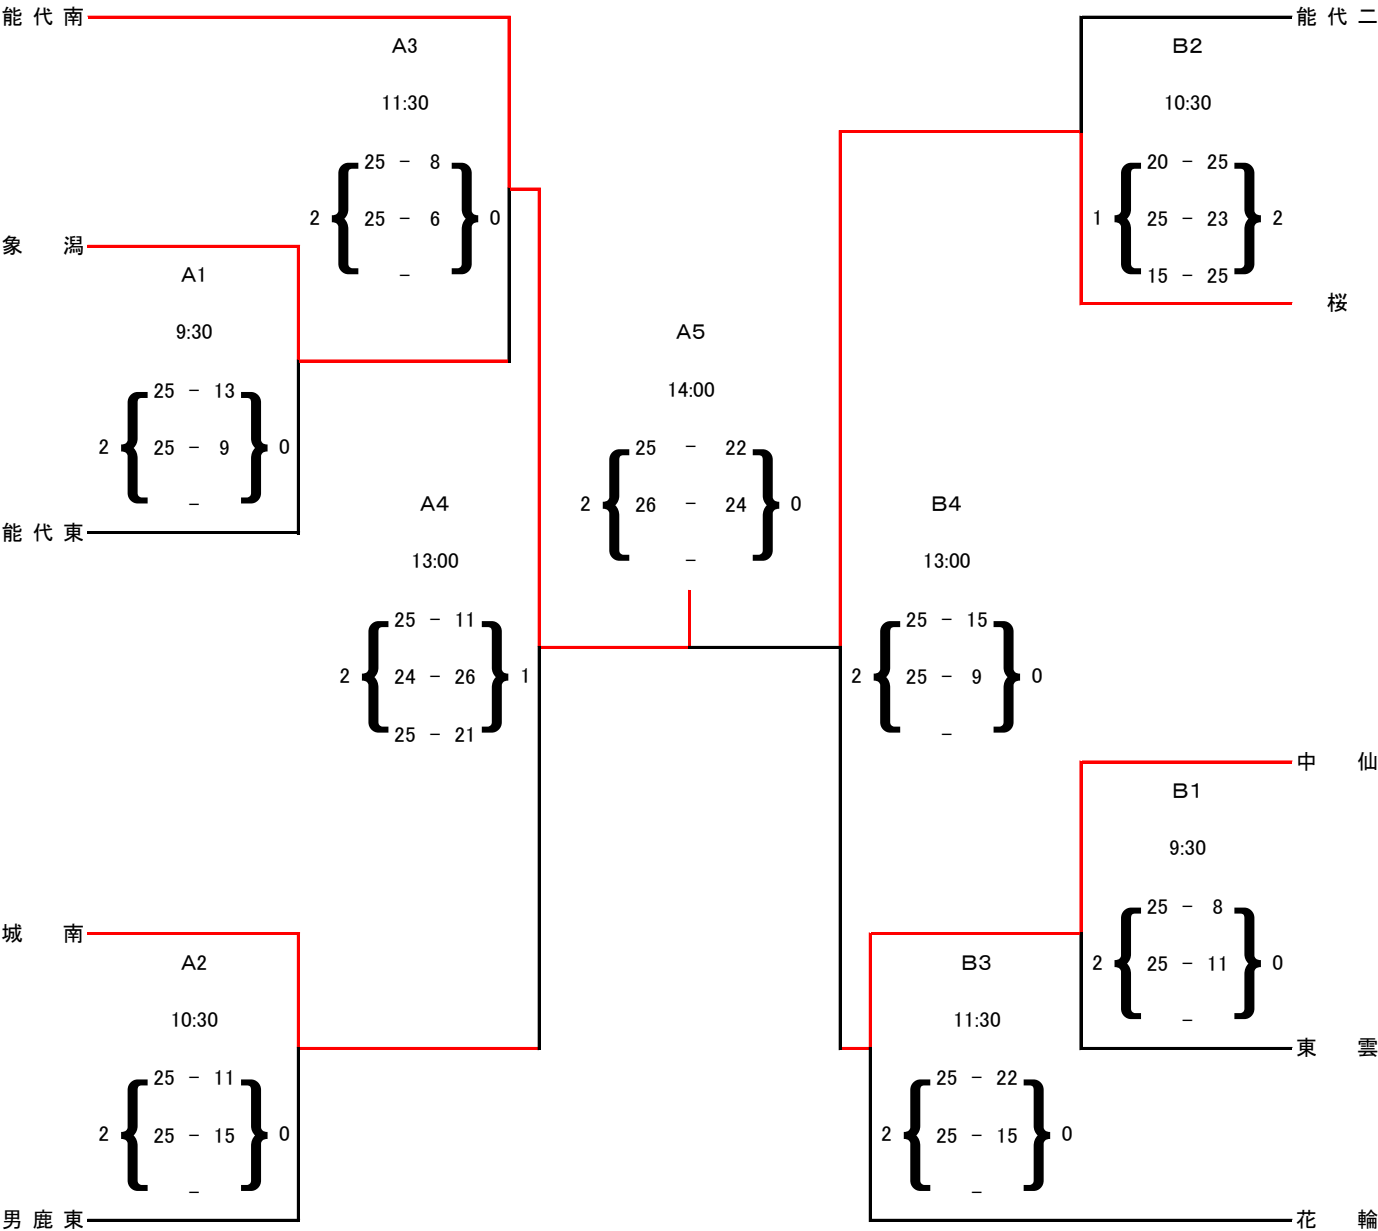 能代南
A3
11:30
25 - 8
2 { 25 - 6 } 0
-
象潟
A1
9:30
25 - 13
2 { 25 - 9 } 0
-
能代東
A4
13:00
25 - 11
2 { 24 - 26 } 1
25 - 21
城南
A2
10:30
25 - 11
2 { 25 - 15 } 0
-
男鹿東
A5
14:00
25 - 22
2 { 26 - 24 } 0
-
能代二
B2
10:30
20 - 25
1 { 25 - 23 } 2
15 - 25
桜
B4
13:00
25 - 15
2 { 25 - 9 } 0
-
中仙
B1
9:30
25 - 8
2 { 25 - 11 } 0
-
東雲
B3
11:30
25 - 22
2 { 25 - 15 } 0
-
花輪